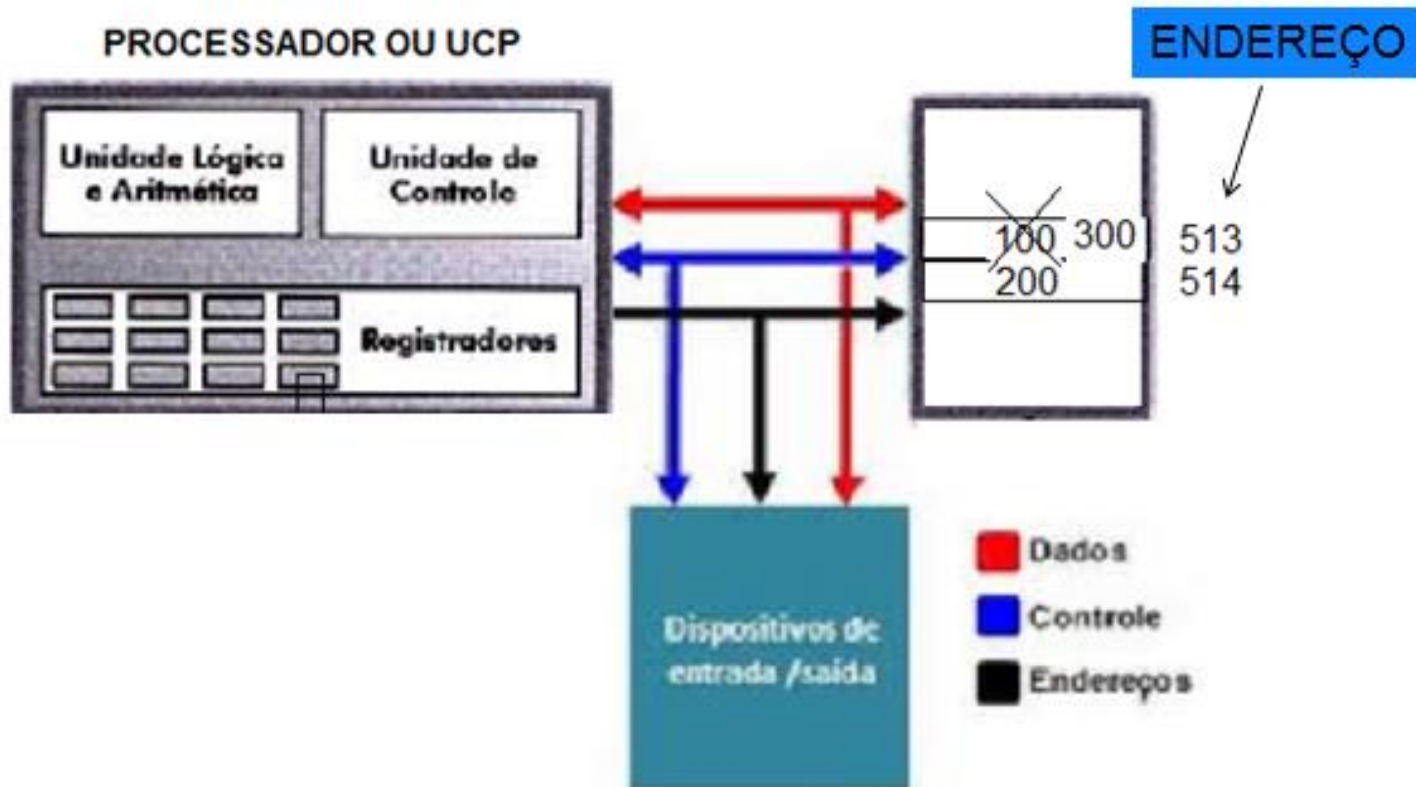 PROCESSADOR OU UCP
ENDEREÇO
Unidade Lógica
e Aritmética
Unidade de
Controle
Registradores
100 300 513
200 514
Dispositivos de
entrada /saída
Dados
Controle
Endereços